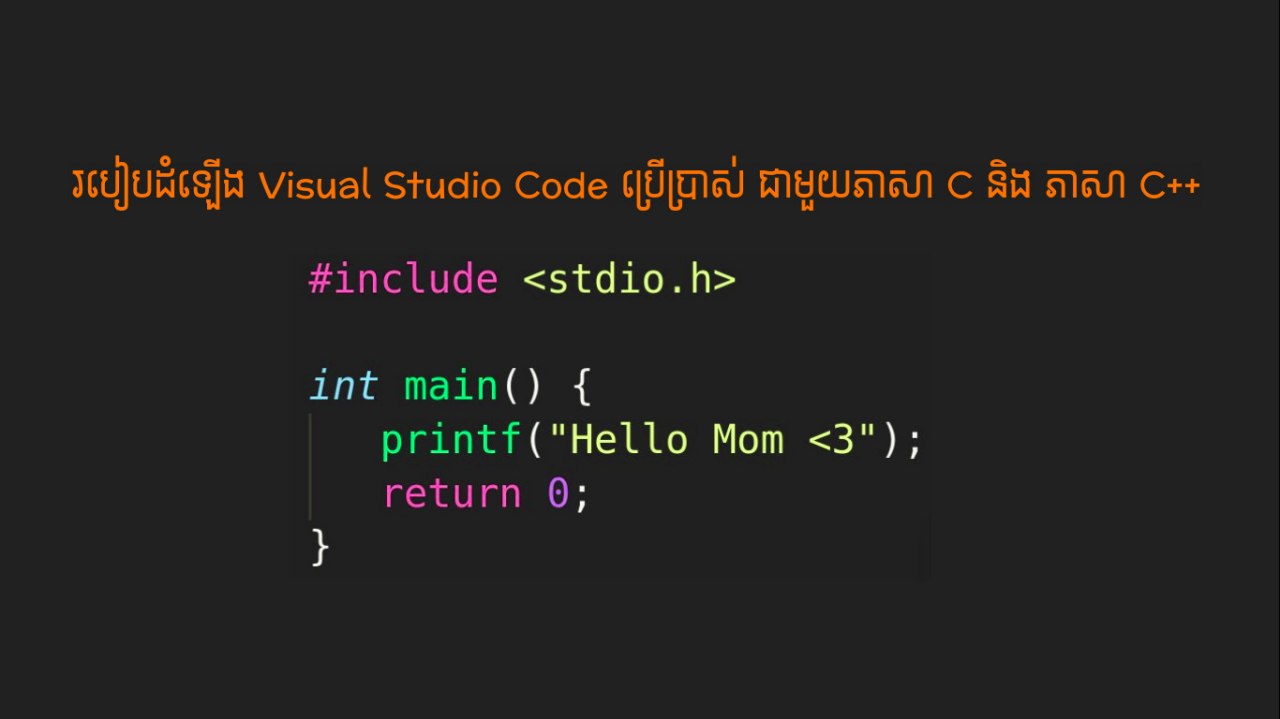 របៀបដំឡើង Visual Studio Code ប្រើប្រាស់ ជាមួយភាសា C និង ភាសា C++
#include <stdio.h>
int main() {
printf("Hello Mom <3");
return 0;
}